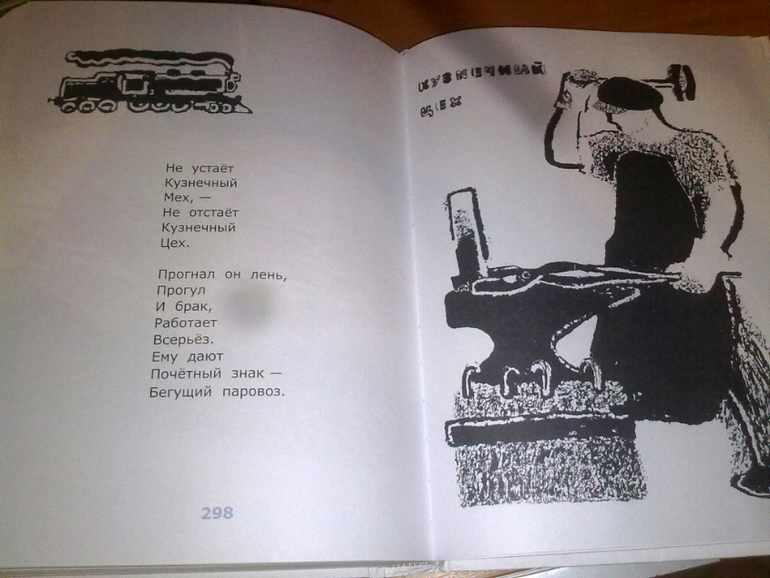 Не устаёт
Кузнечный
Мех, —
Не отстаёт
Кузнечный
Цех.
Прогнал он лень,
Прогул
И брак,
Работает
Всерьёз.
Ему дают
Почётный знак —
Бегущий паровоз.
298
КУЗНЕЧНЫЙ
ЦЕХ